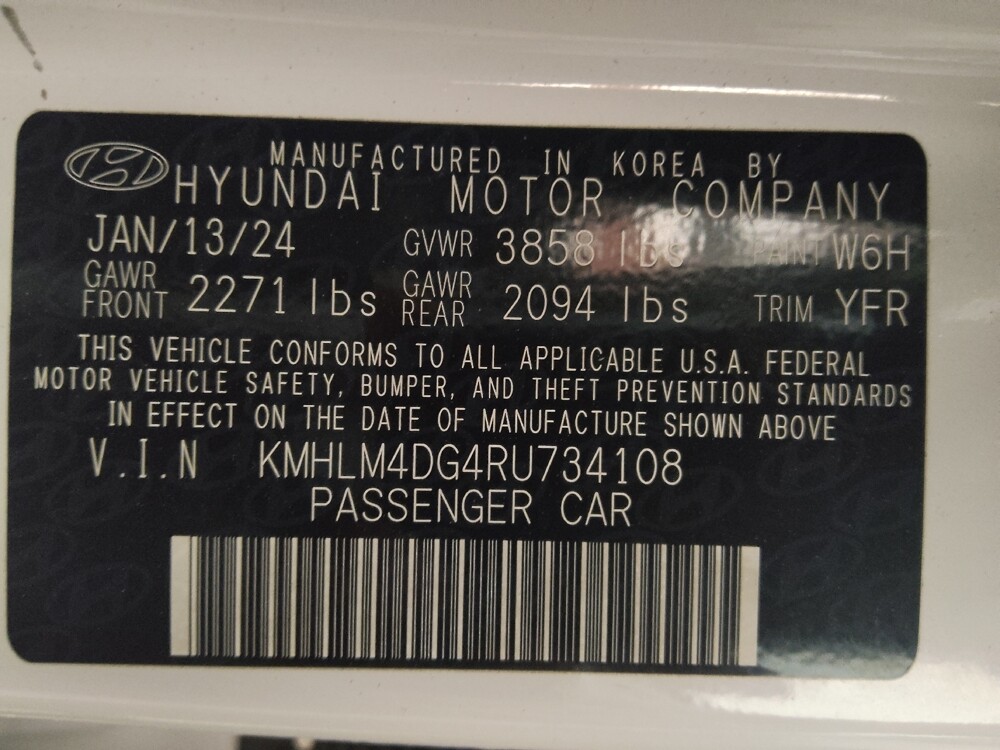 MANUFACTURED IN KOREA BY
HYUNDAI MOTOR COMPANY
JAN/13/24 GVWR 3858 lbs PAINT W6H
GAWR FRONT 2271 lbs GAWR REAR 2094 lbs TRIM YFR
THIS VEHICLE CONFORMS TO ALL APPLICABLE U.S.A. FEDERAL
MOTOR VEHICLE SAFETY, BUMPER, AND THEFT PREVENTION STANDARDS
IN EFFECT ON THE DATE OF MANUFACTURE SHOWN ABOVE
V.I.N KMHLM4DG4RU734108
PASSENGER CAR